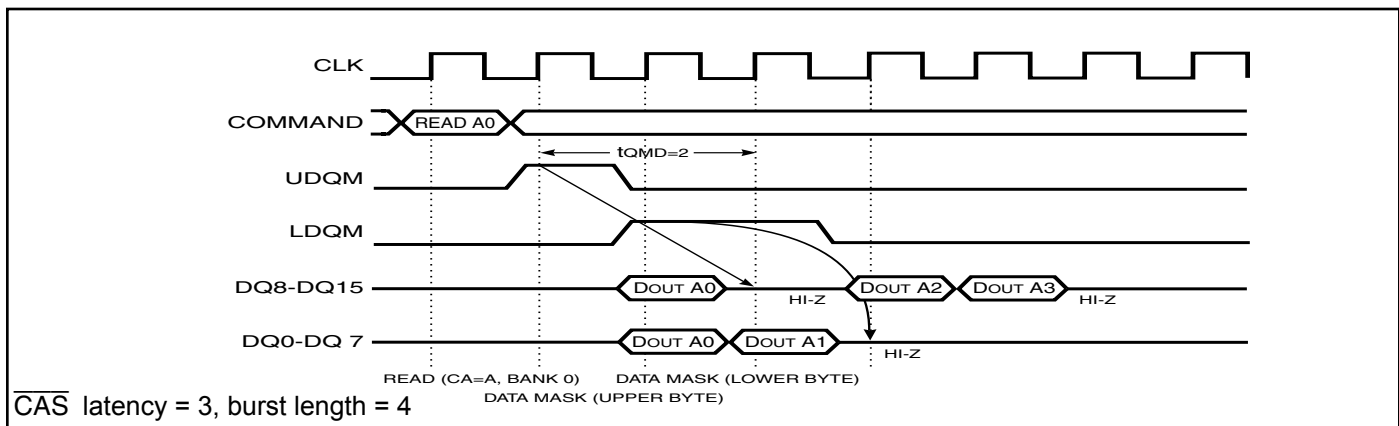 CLK
COMMAND READ A0
tQMD=2
UDQM
LDQM
DQ8-DQ15 DOUT A0 HI-Z DOUT A2 DOUT A3 HI-Z
DQ0-DQ 7 DOUT A0 DOUT A1 HI-Z
READ (CA=A, BANK 0) DATA MASK (LOWER BYTE)
DATA MASK (UPPER BYTE)
CAS latency = 3, burst length = 4